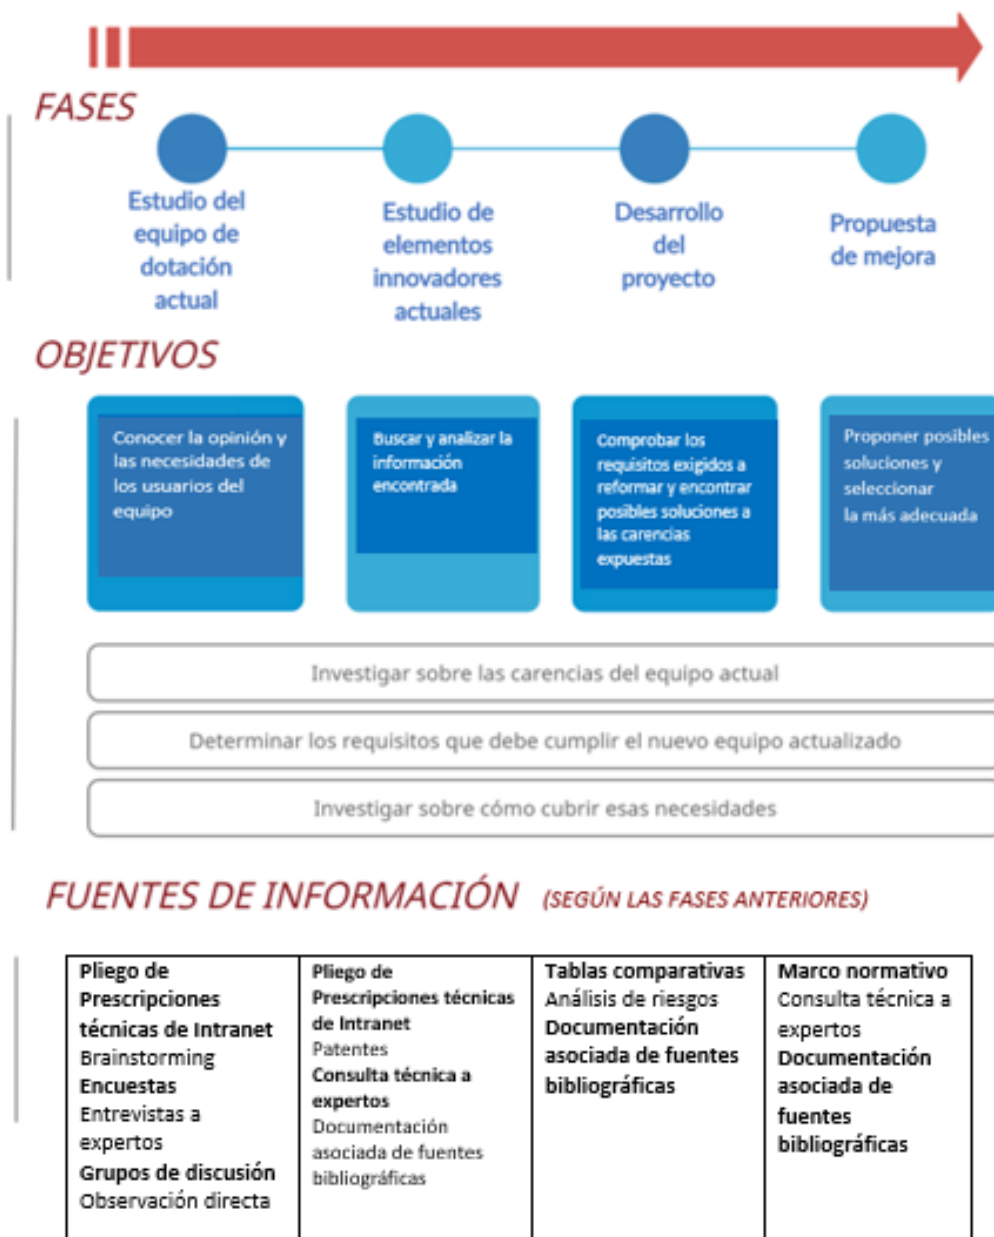 FASES
Estudio del
equipo de
dotación
actual
Estudio de
elementos
innovadores
actuales
Desarrollo
del
proyecto
Propuesta
de mejora
OBJETIVOS
Conocer la opinión y
las necesidades de
los usuarios del
equipo
Buscar y analizar la
información
encontrada
Comprobar los
requisitos exigidos a
reformar y encontrar
posibles soluciones a
las carencias
expuestas
Proponer posibles
soluciones y
seleccionar
la más adecuada
Investigar sobre las carencias del equipo actual
Determinar los requisitos que debe cumplir el nuevo equipo actualizado
Investigar sobre cómo cubrir esas necesidades
FUENTES DE INFORMACIÓN (SEGÚN LAS FASES ANTERIORES)
Pliego de
Prescripciones
técnicas de Intranet
Brainstorming
Encuestas
Entrevistas a
expertos
Grupos de discusión
Observación directa
Pliego de
Prescripciones técnicas
de Intranet
Patentes
Consulta técnica a
expertos
Documentación
asociada de fuentes
bibliográficas
Tablas comparativas
Análisis de riesgos
Documentación
asociada de fuentes
bibliográficas
Marco normativo
Consulta técnica a
expertos
Documentación
asociada de
fuentes
bibliográficas